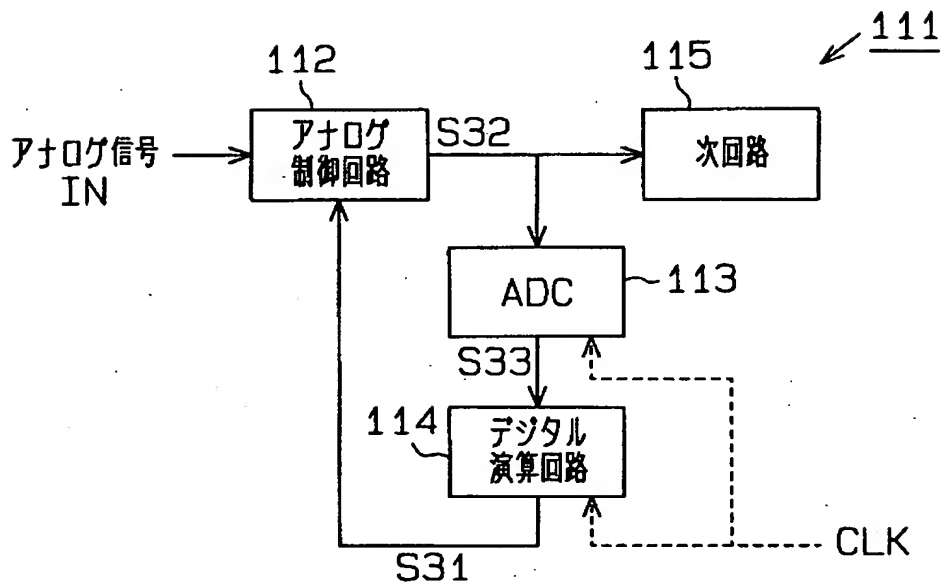 111
112
115
アナログ信号
IN
アナログ
制御回路
S32
次回路
ADC
113
S33
114
デジタル
演算回路
CLK
S31